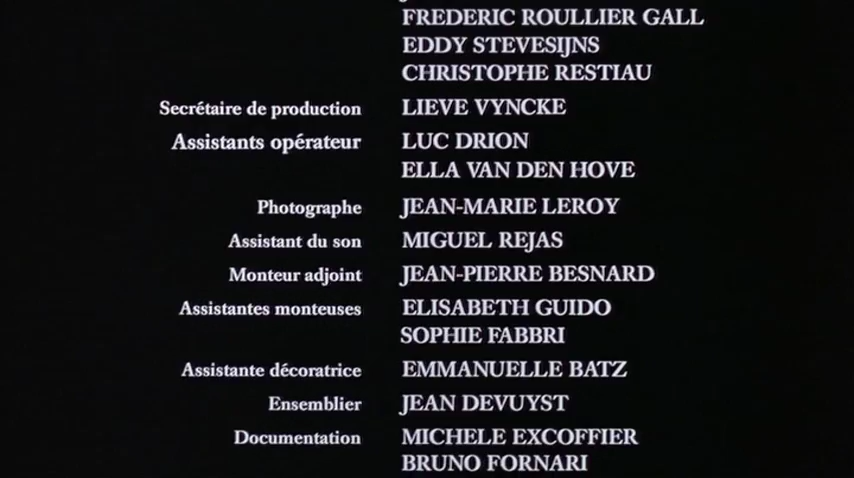 FREDERIC ROULLIER GALL
EDDY STEVESIJNS
CHRISTOPHE RESTIAU
Secrétaire de production LIEVE VYNCKE
Assistants opérateur LUC DRION
ELLA VAN DEN HOVE
Photographe JEAN-MARIE LEROY
Assistant du son MIGUEL REJAS
Monteur adjoint JEAN-PIERRE BESNARD
Assistantes monteuses ELISABETH GUIDO
SOPHIE FABBRI
Assistante décoratrice EMMANUELLE BATZ
Ensemblier JEAN DEVUYST
Documentation MICHELE EXCOFFIER
BRUNO FORNARI